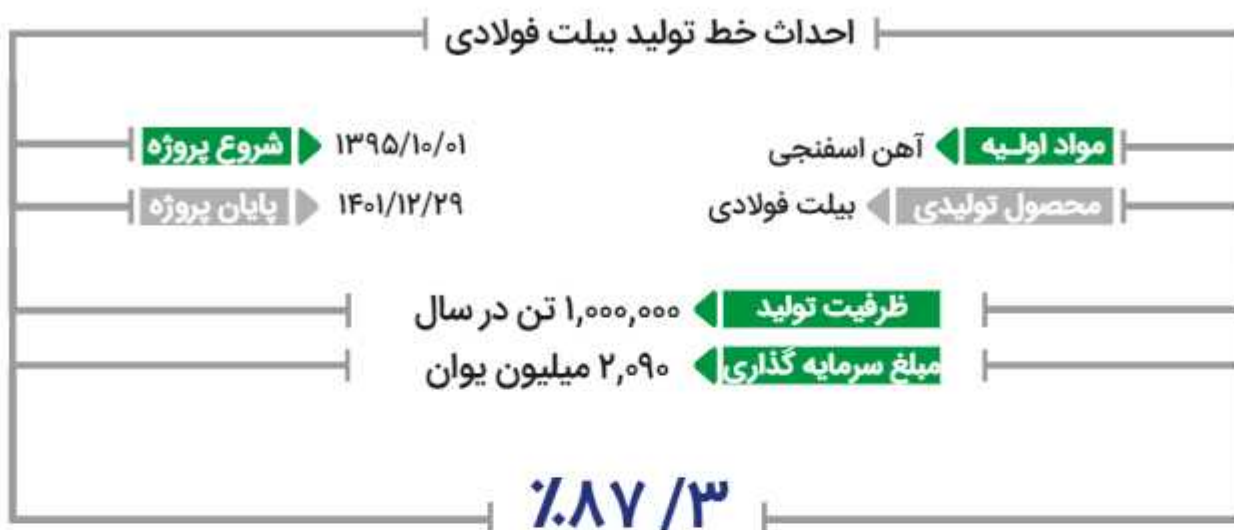 احداث خط تولید بیلت فولادی
مواد اولـیه آهن اسفنجی
شروع پروژه ۱۳۹۵/۱۰/۰۱
محصول تولیدی بیلت فولادی
پایان پروژه ۱۴۰۱/۱۲/۲۹
ظرفیت تولید ۱,۰۰۰,۰۰۰ تن در سال
مبلغ سرمایه گذاری ۲,۰۹۰ میلیون یوان
٪۸۷/۳